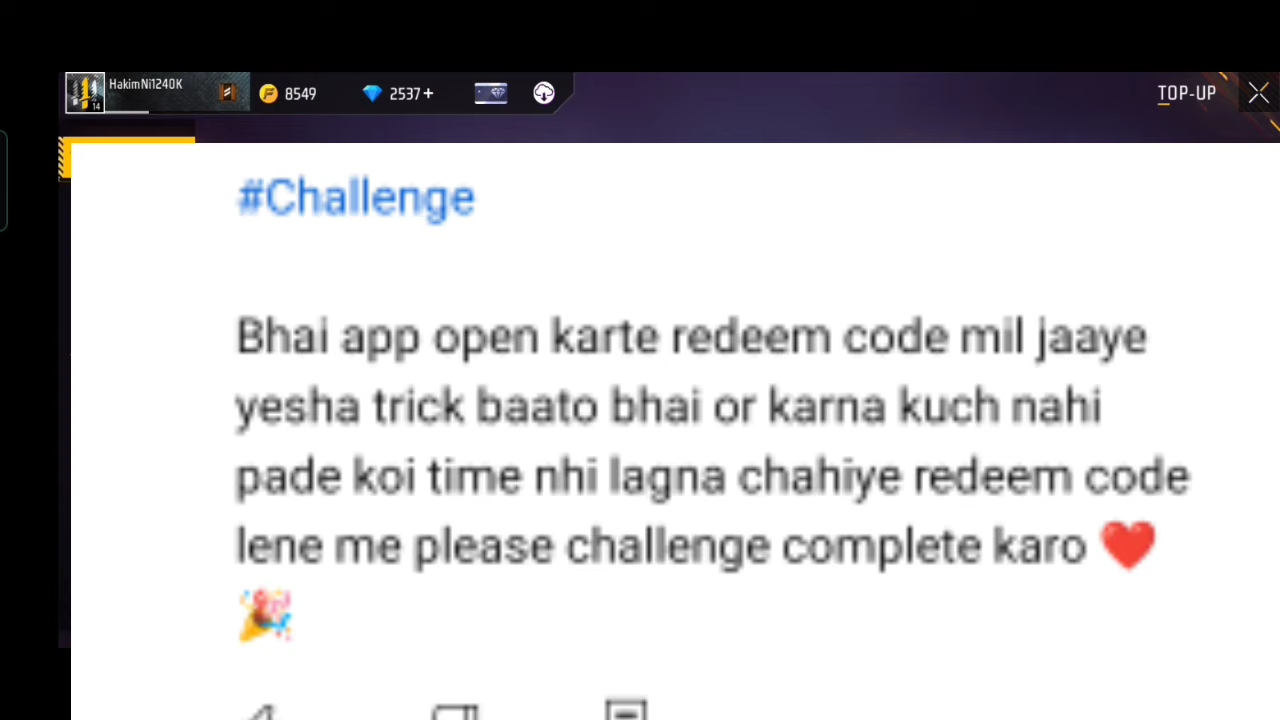 HakimNi1240K 8549 2537+ TOP-UP
14
#Challenge
Bhai app open karte redeem code mil jaaye
yesha trick baato bhai or karna kuch nahi
pade koi time nhi lagna chahiye redeem code
lene me please challenge complete karo ❤️
🎉